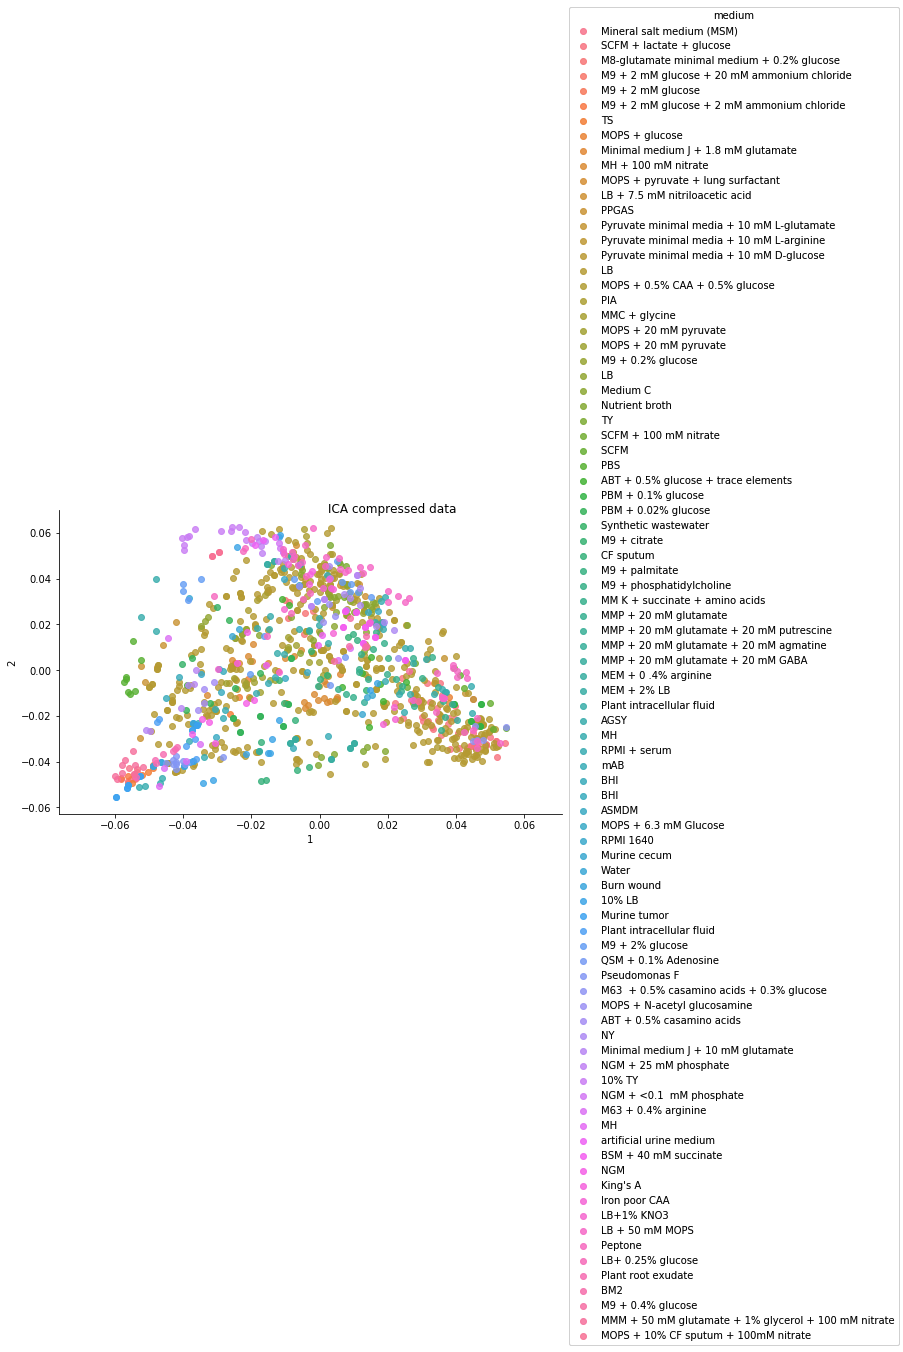 medium
Mineral salt medium (MSM)
SCFM + lactate + glucose
M8-glutamate minimal medium + 0.2% glucose
M9 + 2 mM glucose + 20 mM ammonium chloride
M9 + 2 mM glucose
M9 + 2 mM glucose + 2 mM ammonium chloride
TS
MOPS + glucose
Minimal medium J + 1.8 mM glutamate
MH + 100 mM nitrate
MOPS + pyruvate + lung surfactant
LB + 7.5 mM nitriloacetic acid
PPGAS
Pyruvate minimal media + 10 mM L-glutamate
Pyruvate minimal media + 10 mM L-arginine
Pyruvate minimal media + 10 mM D-glucose
LB
MOPS + 0.5% CAA + 0.5% glucose
PIA
MMC + glycine
MOPS + 20 mM pyruvate
MOPS + 20 mM pyruvate
M9 + 0.2% glucose
LB
Medium C
Nutrient broth
TY
SCFM + 100 mM nitrate
SCFM
PBS
ABT + 0.5% glucose + trace elements
PBM + 0.1% glucose
PBM + 0.02% glucose
Synthetic wastewater
M9 + citrate
CF sputum
M9 + palmitate
M9 + phosphatidylcholine
MM K + succinate + amino acids
MMP + 20 mM glutamate
MMP + 20 mM glutamate + 20 mM putrescine
MMP + 20 mM glutamate + 20 mM agmatine
MMP + 20 mM glutamate + 20 mM GABA
MEM + 0 .4% arginine
MEM + 2% LB
Plant intracellular fluid
AGSY
MH
RPMI + serum
mAB
BHI
BHI
ASMDM
MOPS + 6.3 mM Glucose
RPMI 1640
Murine cecum
Water
Burn wound
10% LB
Murine tumor
Plant intracellular fluid
M9 + 2% glucose
QSM + 0.1% Adenosine
Pseudomonas F
M63  + 0.5% casamino acids + 0.3% glucose
MOPS + N-acetyl glucosamine
ABT + 0.5% casamino acids
NY
Minimal medium J + 10 mM glutamate
NGM + 25 mM phosphate
10% TY
NGM + <0.1  mM phosphate
M63 + 0.4% arginine
MH
artificial urine medium
BSM + 40 mM succinate
NGM
King's A
Iron poor CAA
LB+1% KNO3
LB + 50 mM MOPS
Peptone
LB+ 0.25% glucose
Plant root exudate
BM2
M9 + 0.4% glucose
MMM + 50 mM glutamate + 1% glycerol + 100 mM nitrate
MOPS + 10% CF sputum + 100mM nitrate
ICA compressed data
0.06
0.04
0.02
0.00
−0.02
−0.04
−0.06
2
−0.06
−0.04
−0.02
0.00
0.02
0.04
0.06
1